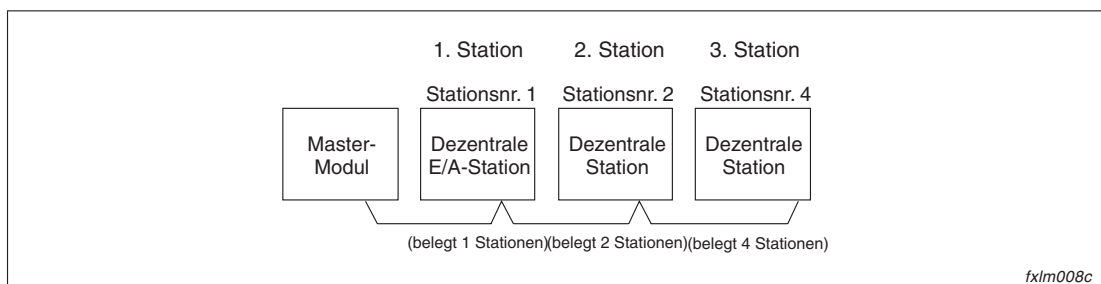 1. Station 2. Station 3. Station
Stationsnr. 1 Stationsnr. 2 Stationsnr. 4
Master-
Modul
Dezentrale
E/A-Station
Dezentrale
Station
Dezentrale
Station
(belegt 1 Stationen)(belegt 2 Stationen)(belegt 4 Stationen)
fxlm008c